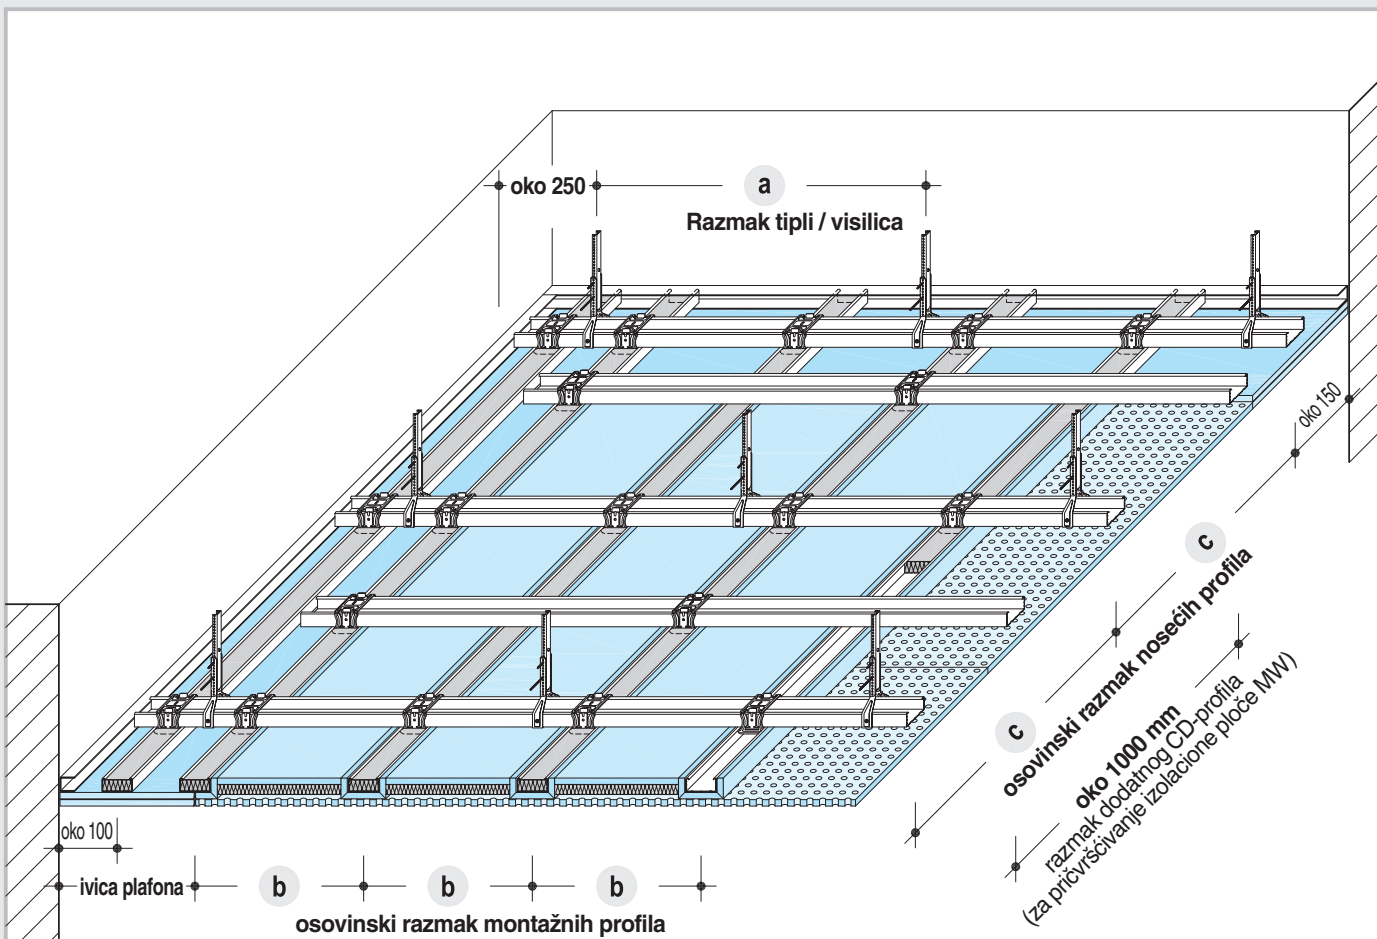 oko 250
a
Razmak tipli / visilica
oko 150
c
c
osovinski razmak nosećih profila
oko 1000 mm
razmak dodatnog CD-profila
(za pričvršćivanje izolacione ploče MW)
oko 100
ivica plafona
b
b
b
osovinski razmak montažnih profila